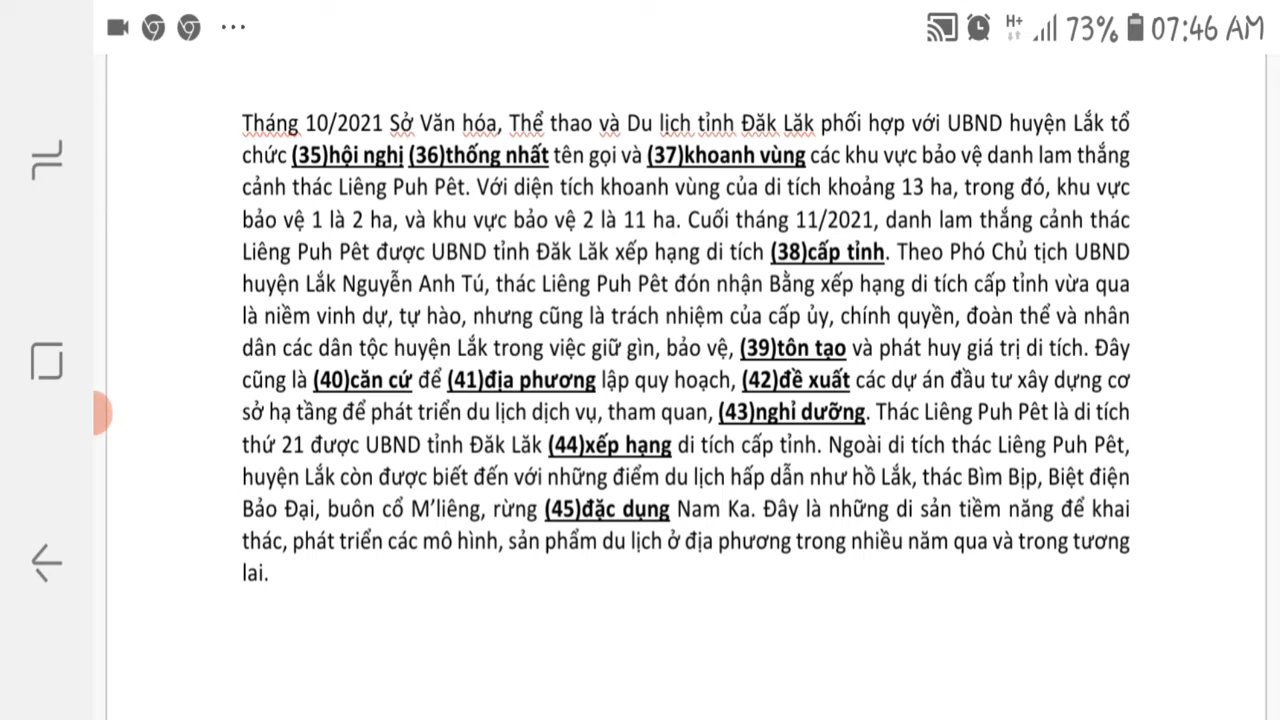 H+ 73% 07:46 AM
Tháng 10/2021 Sở Văn hóa, Thể thao và Du lịch tỉnh Đăk Lăk phối hợp với UBND huyện Lắk tổ
chức (35)hội nghị (36)thống nhất tên gọi và (37)khoanh vùng các khu vực bảo vệ danh lam thắng
cảnh thác Liêng Puh Pêt. Với diện tích khoanh vùng của di tích khoảng 13 ha, trong đó, khu vực
bảo vệ 1 là 2 ha, và khu vực bảo vệ 2 là 11 ha. Cuối tháng 11/2021, danh lam thắng cảnh thác
Liêng Puh Pêt được UBND tỉnh Đăk Lăk xếp hạng di tích (38)cấp tỉnh. Theo Phó Chủ tịch UBND
huyện Lắk Nguyễn Anh Tú, thác Liêng Puh Pêt đón nhận Bằng xếp hạng di tích cấp tỉnh vừa qua
là niềm vinh dự, tự hào, nhưng cũng là trách nhiệm của cấp ủy, chính quyền, đoàn thể và nhân
dân các dân tộc huyện Lắk trong việc giữ gìn, bảo vệ, (39)tôn tạo và phát huy giá trị di tích. Đây
cũng là (40)căn cứ để (41)địa phương lập quy hoạch, (42)đề xuất các dự án đầu tư xây dựng cơ
sở hạ tầng để phát triển du lịch dịch vụ, tham quan, (43)nghỉ dưỡng. Thác Liêng Puh Pêt là di tích
thứ 21 được UBND tỉnh Đăk Lăk (44)xếp hạng di tích cấp tỉnh. Ngoài di tích thác Liêng Puh Pêt,
huyện Lắk còn được biết đến với những điểm du lịch hấp dẫn như hồ Lắk, thác Bìm Bịp, Biệt điện
Bảo Đại, buôn cổ M’liêng, rừng (45)đặc dụng Nam Ka. Đây là những di sản tiềm năng để khai
thác, phát triển các mô hình, sản phẩm du lịch ở địa phương trong nhiều năm qua và trong tương
lai.